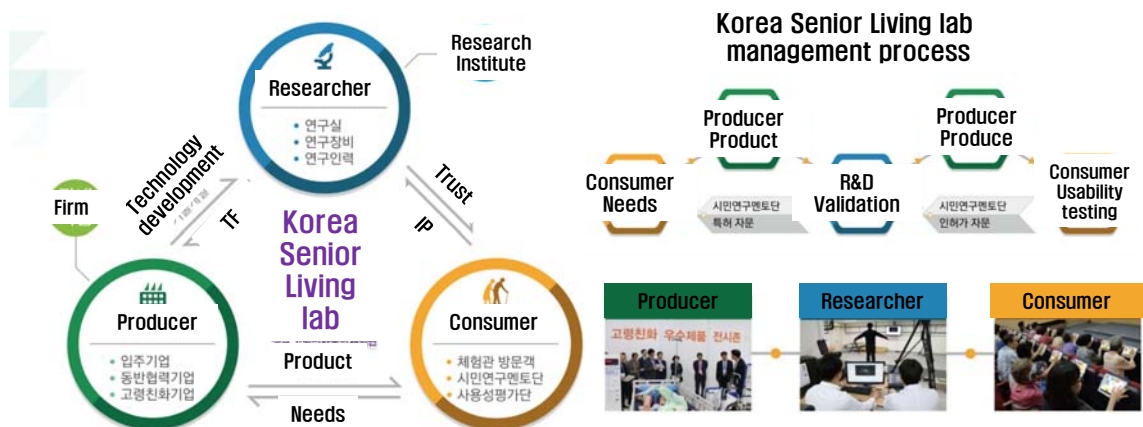 Research
Institute
Researcher
• 연구실
• 연구장비
• 연구인력
Technology
development
TF
Trust
IP
Firm
Korea
Senior
Living
lab
Producer
• 입주기업
• 동반협력기업
• 고령친화기업
Consumer
• 체험관 방문객
• 시민연구멘토단
• 사용성평가단
Product
Needs
Korea Senior Living lab
management process
Producer
Product
Producer
Produce
Consumer
Needs
시민연구멘토단
특허 자문
R&D
Validation
시민연구멘토단
인허가 자문
Consumer
Usability
testing
Producer
Researcher
Consumer
고령친화 우수제품 전시존